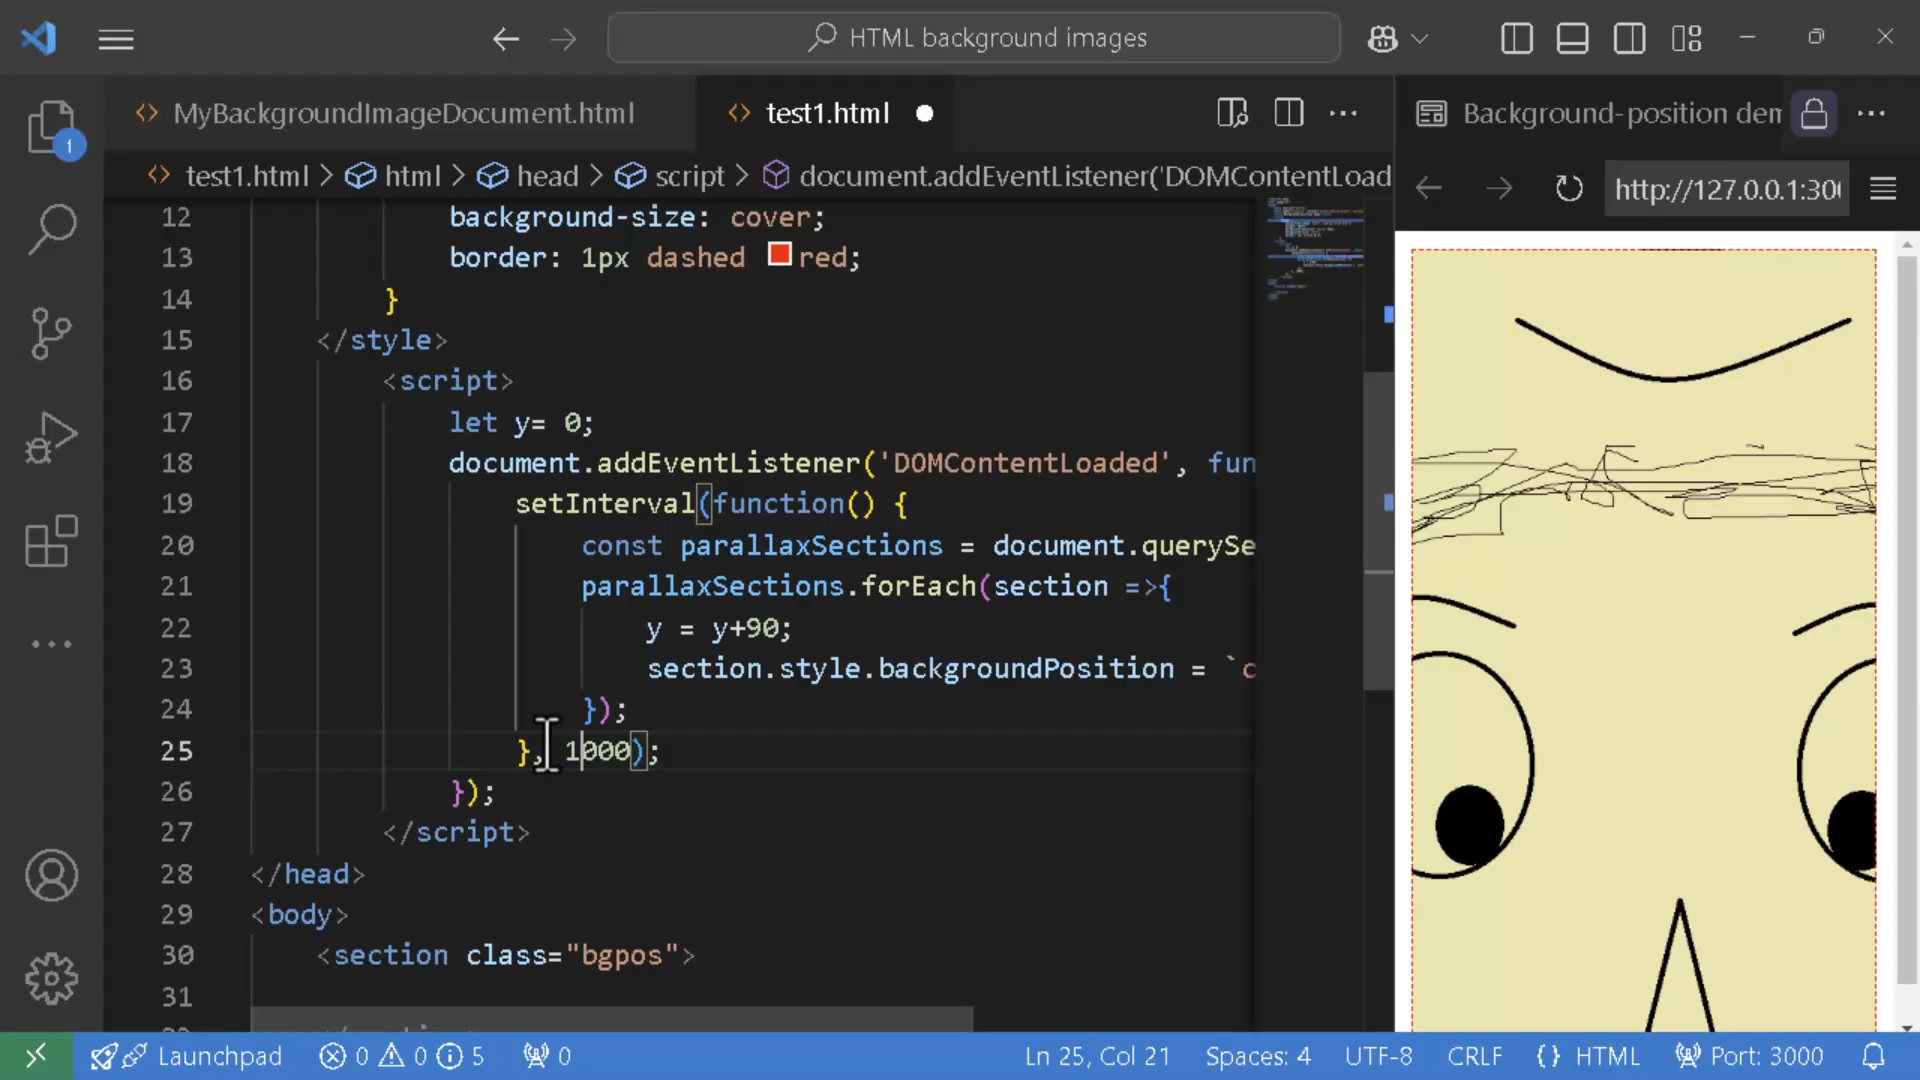 HTML background images
MyBackgroundImageDocument.html
test1.html
Background-position dem
test1.html > html > head > script > document.addEventListener('DOMContentLoad
http://127.0.0.1:300
12 background-size: cover;
13 border: 1px dashed red;
14 }
15 </style>
16 <script>
17 let y= 0;
18 document.addEventListener('DOMContentLoaded', fun
19 setInterval(function() {
20 const parallaxSections = document.querySe
21 parallaxSections.forEach(section =>{
22 y = y+90;
23 section.style.backgroundPosition = `c
24 });
25 }, 1000);
26 });
27 </script>
28 </head>
29 <body>
30 <section class="bgpos">
31
1
Launchpad 0 0 5 0 Ln 25, Col 21 Spaces: 4 UTF-8 CRLF {} HTML Port: 3000